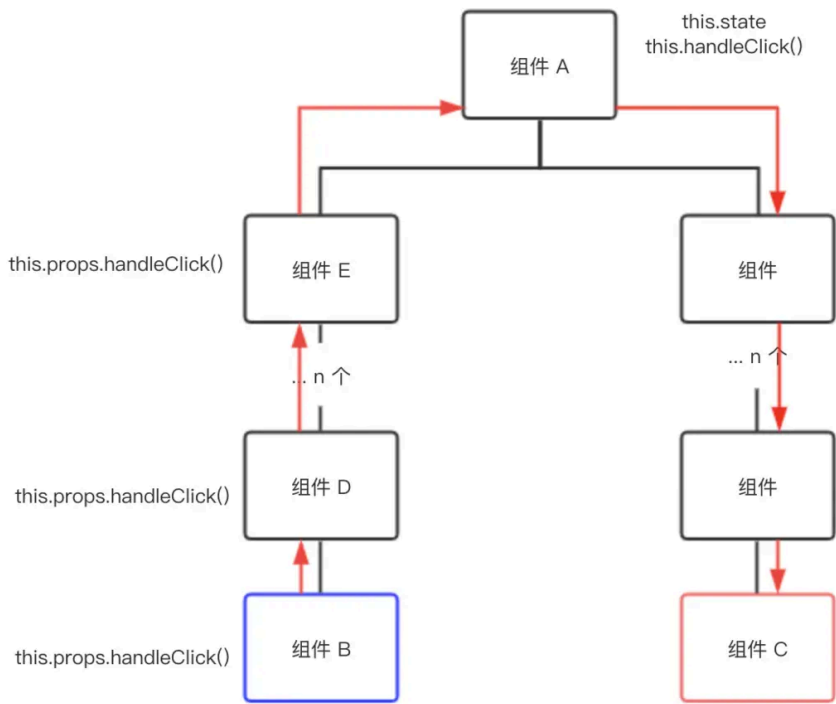 this.state
this.handleClick()
组件 A
this.props.handleClick()
组件 E
组件
... n 个
... n 个
this.props.handleClick()
组件 D
组件
this.props.handleClick()
组件 B
组件 C